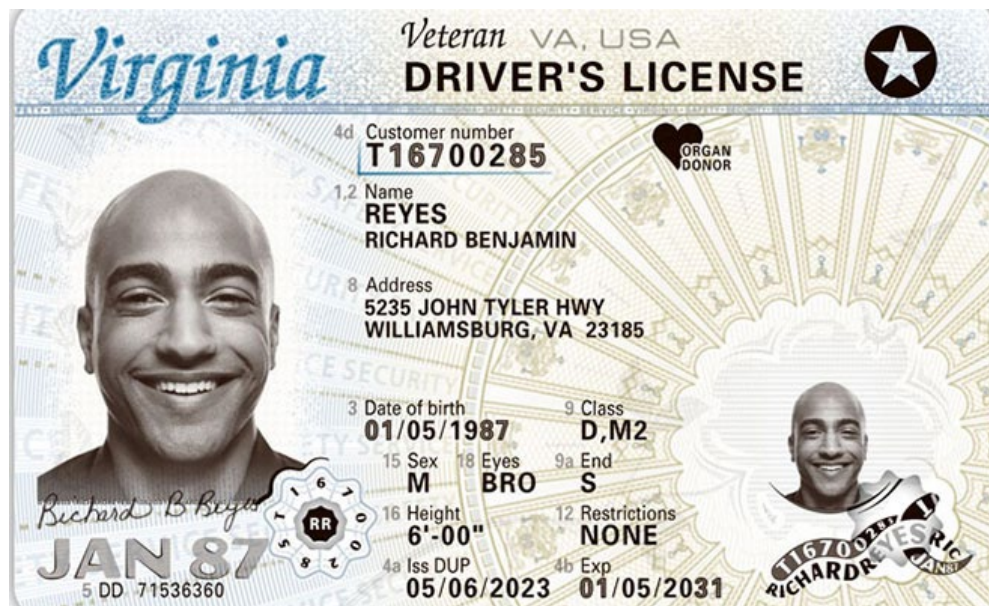 Virginia
Veteran VA, USA
DRIVER'S LICENSE
4d Customer number
T16700285
ORGAN
DONOR
1,2 Name
REYES
RICHARD BENJAMIN
8 Address
5235 JOHN TYLER HWY
WILLIAMSBURG, VA 23185
3 Date of birth 9 Class
01/05/1987 D,M2
15 Sex 18 Eyes 9a End
M BRO S
16 Height 12 Restrictions
6'-00" NONE
4a Iss DUP 4b Exp
05/06/2023 01/05/2031
Richard B Reyes
RR
JAN 87
5 DD 71536360
T16700285
RICHARDREYESRIC
JAN87